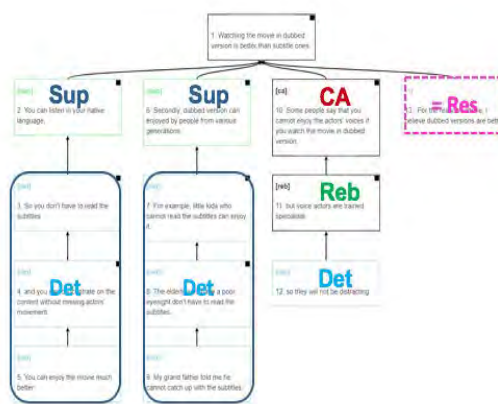 1. Watching the movie in dubbed
version is better than subtitle ones.
Sup
2. You can listen in your native
language.
Sup
6. Secondly, dubbed version can
enjoyed by people from various
generations.
CA
[ca]
10. Some people say that you
cannot enjoy the actors' voices if
you watch the movie in dubbed
version
= Res
For the
believe dubbed versions are bett
3. So you don't have to read the
subtitles
7. For example, little kids who
cannot read the subtitles can enjoy
it.
Reb
[reb]
11. but voice actors are trained
specialists
Det
4. and you
on the
content without missing actors'
movement
Det
8. The elderly
a poor
eyesight don't have to read the
subtitles.
Det
12. so they will not be distracting
5. You can enjoy the movie much
better
9. My grand father told me he
cannot catch up with the subtitles.